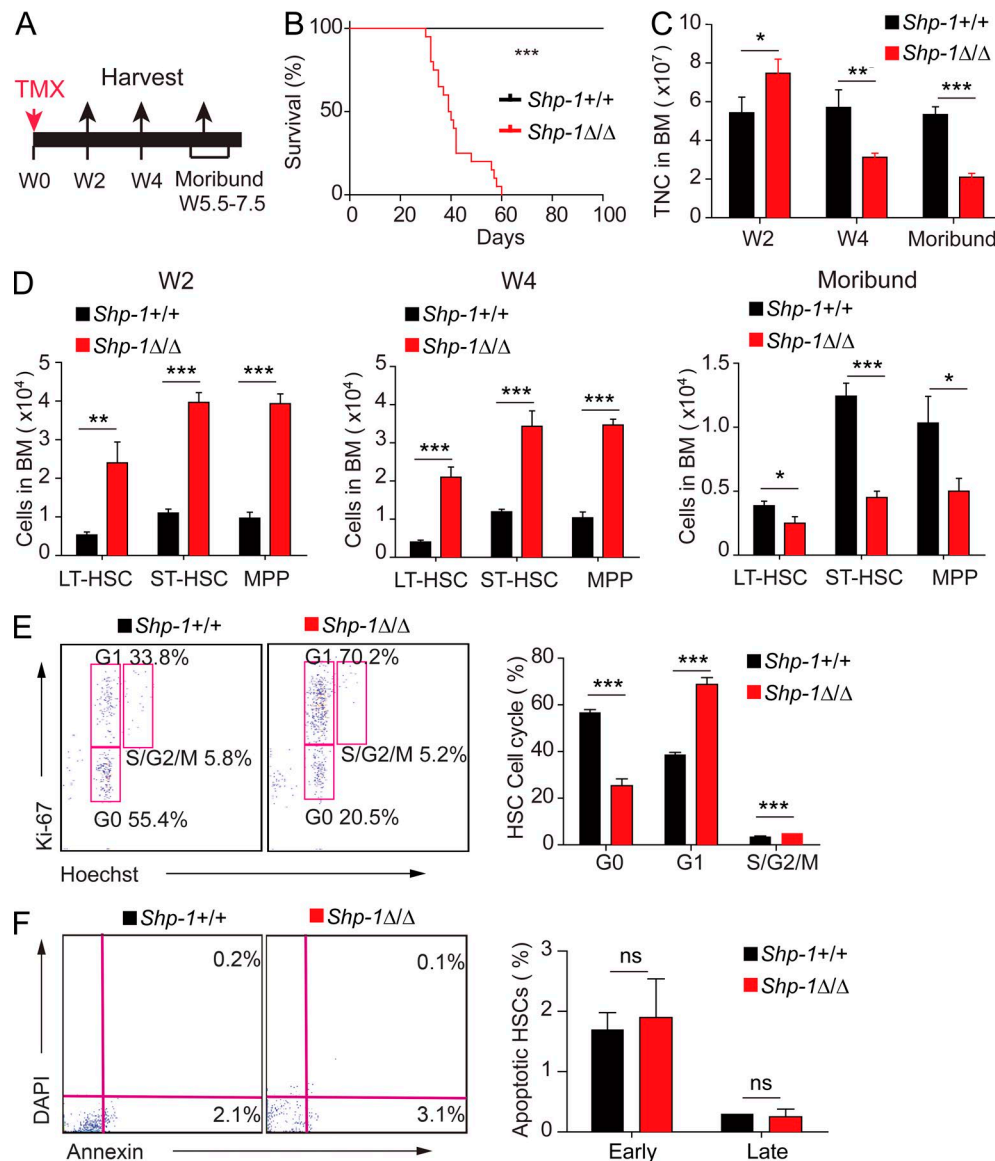 A
TMX
Harvest
W0
W2
W4
Moribund
W5.5-7.5
B
Survival (%)
100
50
0
0
20
40
60
80
100
Days
***
Shp-1+/+
Shp-1Δ/Δ
C
Shp-1+/+
Shp-1Δ/Δ
TNC in BM ( x10⁷)
8
6
4
2
0
*
**
***
W2
W4
Moribund
D
W2
Shp-1+/+
Shp-1Δ/Δ
Cells in BM ( x10⁴)
5
4
3
2
1
0
**
***
***
LT-HSC
ST-HSC
MPP
W4
Shp-1+/+
Shp-1Δ/Δ
Cells in BM ( x10⁴)
5
4
3
2
1
0
***
***
***
LT-HSC
ST-HSC
MPP
Moribund
Shp-1+/+
Shp-1Δ/Δ
Cells in BM ( x10⁴)
1.5
1.0
0.5
0
*
***
*
LT-HSC
ST-HSC
MPP
E
Shp-1+/+
Shp-1Δ/Δ
G1 33.8%
S/G2/M 5.8%
G0 55.4%
G1 70.2%
S/G2/M 5.2%
G0 20.5%
Ki-67
Hoechst
HSC Cell cycle ( %)
80
60
40
20
0
***
***
***
Shp-1+/+
Shp-1Δ/Δ
G0
G1
S/G2/M
F
Shp-1+/+
Shp-1Δ/Δ
0.2%
2.1%
0.1%
3.1%
DAPI
Annexin
Apoptotic HSCs ( %)
3
2
1
0
ns
ns
Shp-1+/+
Shp-1Δ/Δ
Early
Late